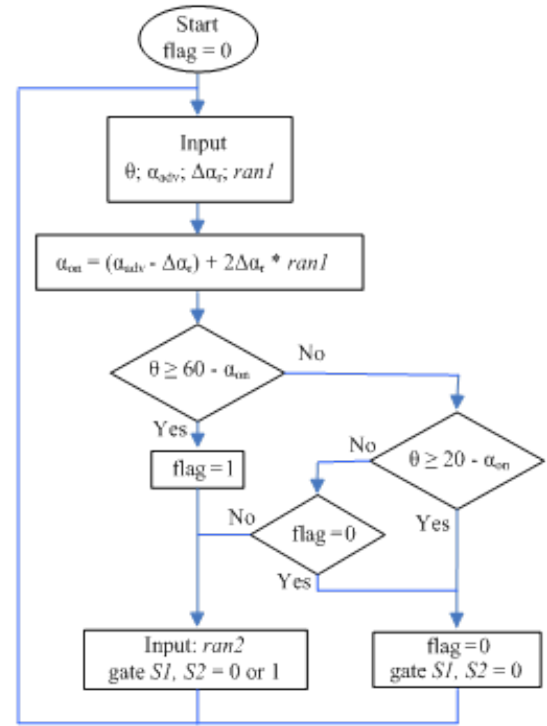 Start
flag = 0
Input
θ; αadv; Δαr; ran1
αon = (αadv - Δαr) + 2Δαr * ran1
θ ≥ 60 - αon
No
Yes
flag=1
No
θ ≥ 20 - αon
No
flag=0
Yes
Yes
Input: ran2
gate S1, S2 = 0 or 1
flag=0
gate S1, S2 = 0